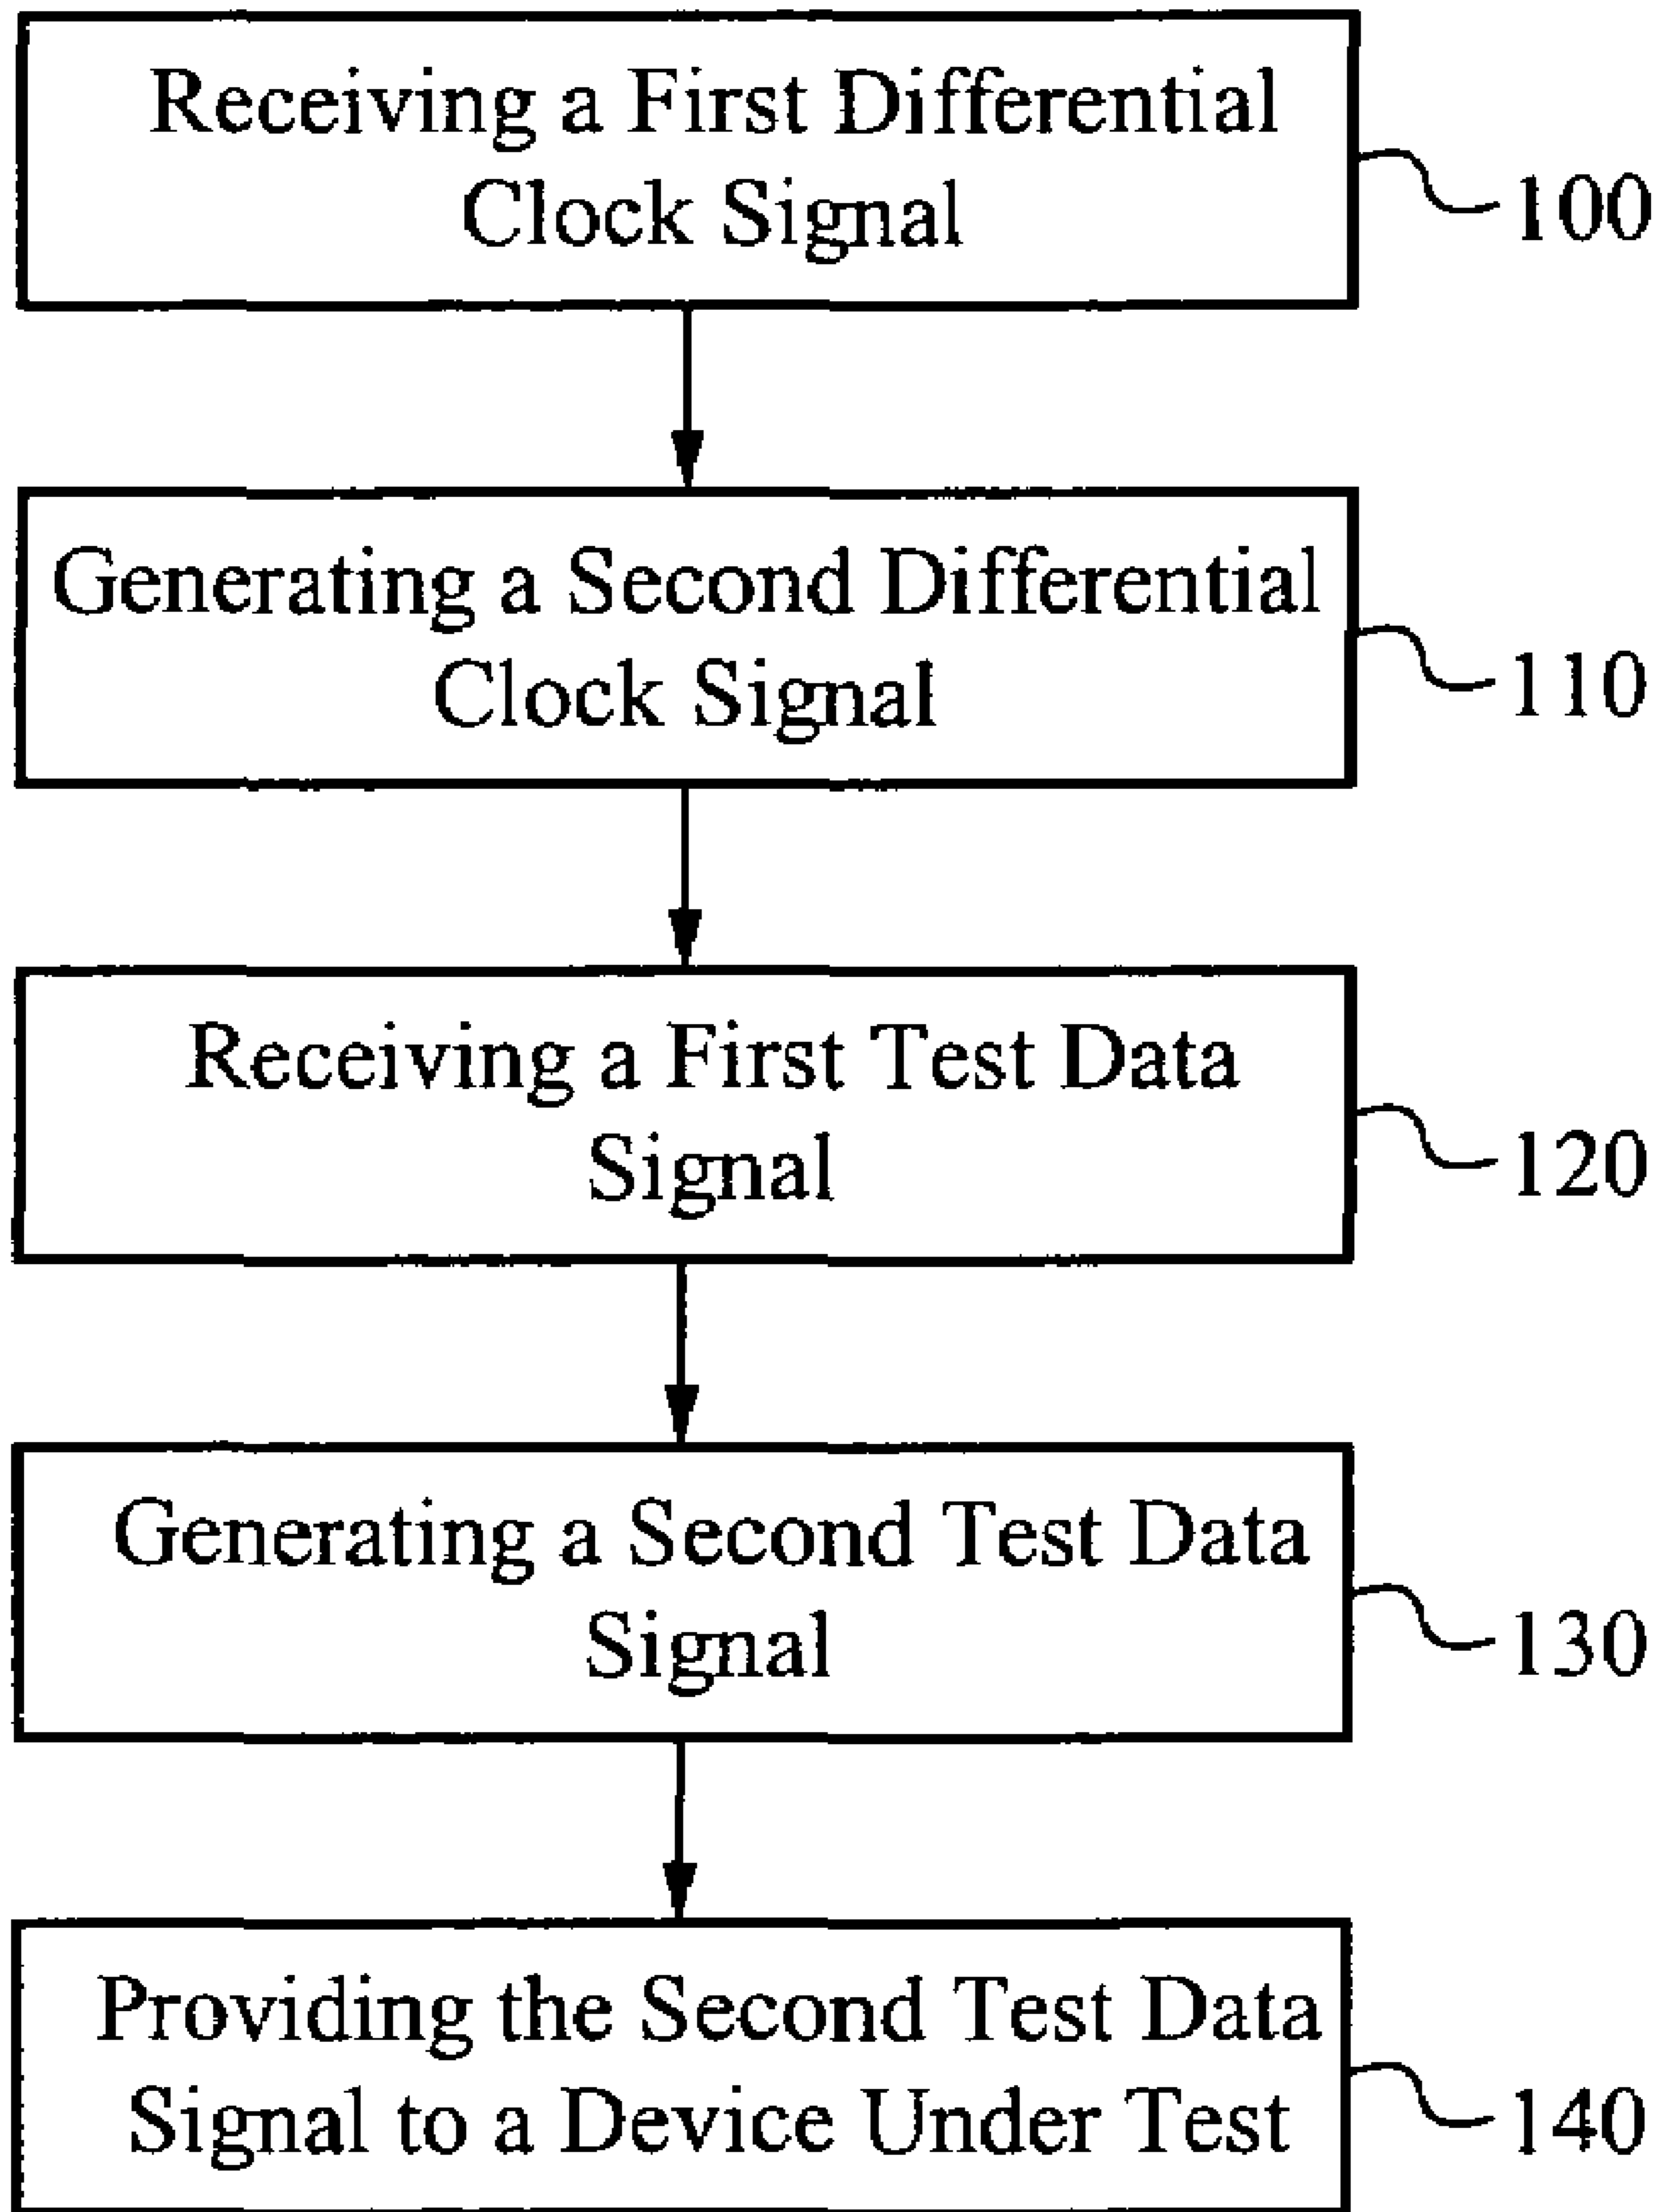 Receiving a First Differential
Clock Signal
100
Generating a Second Differential
Clock Signal
110
Receiving a First Test Data
Signal
120
Generating a Second Test Data
Signal
130
Providing the Second Test Data
Signal to a Device Under Test
140